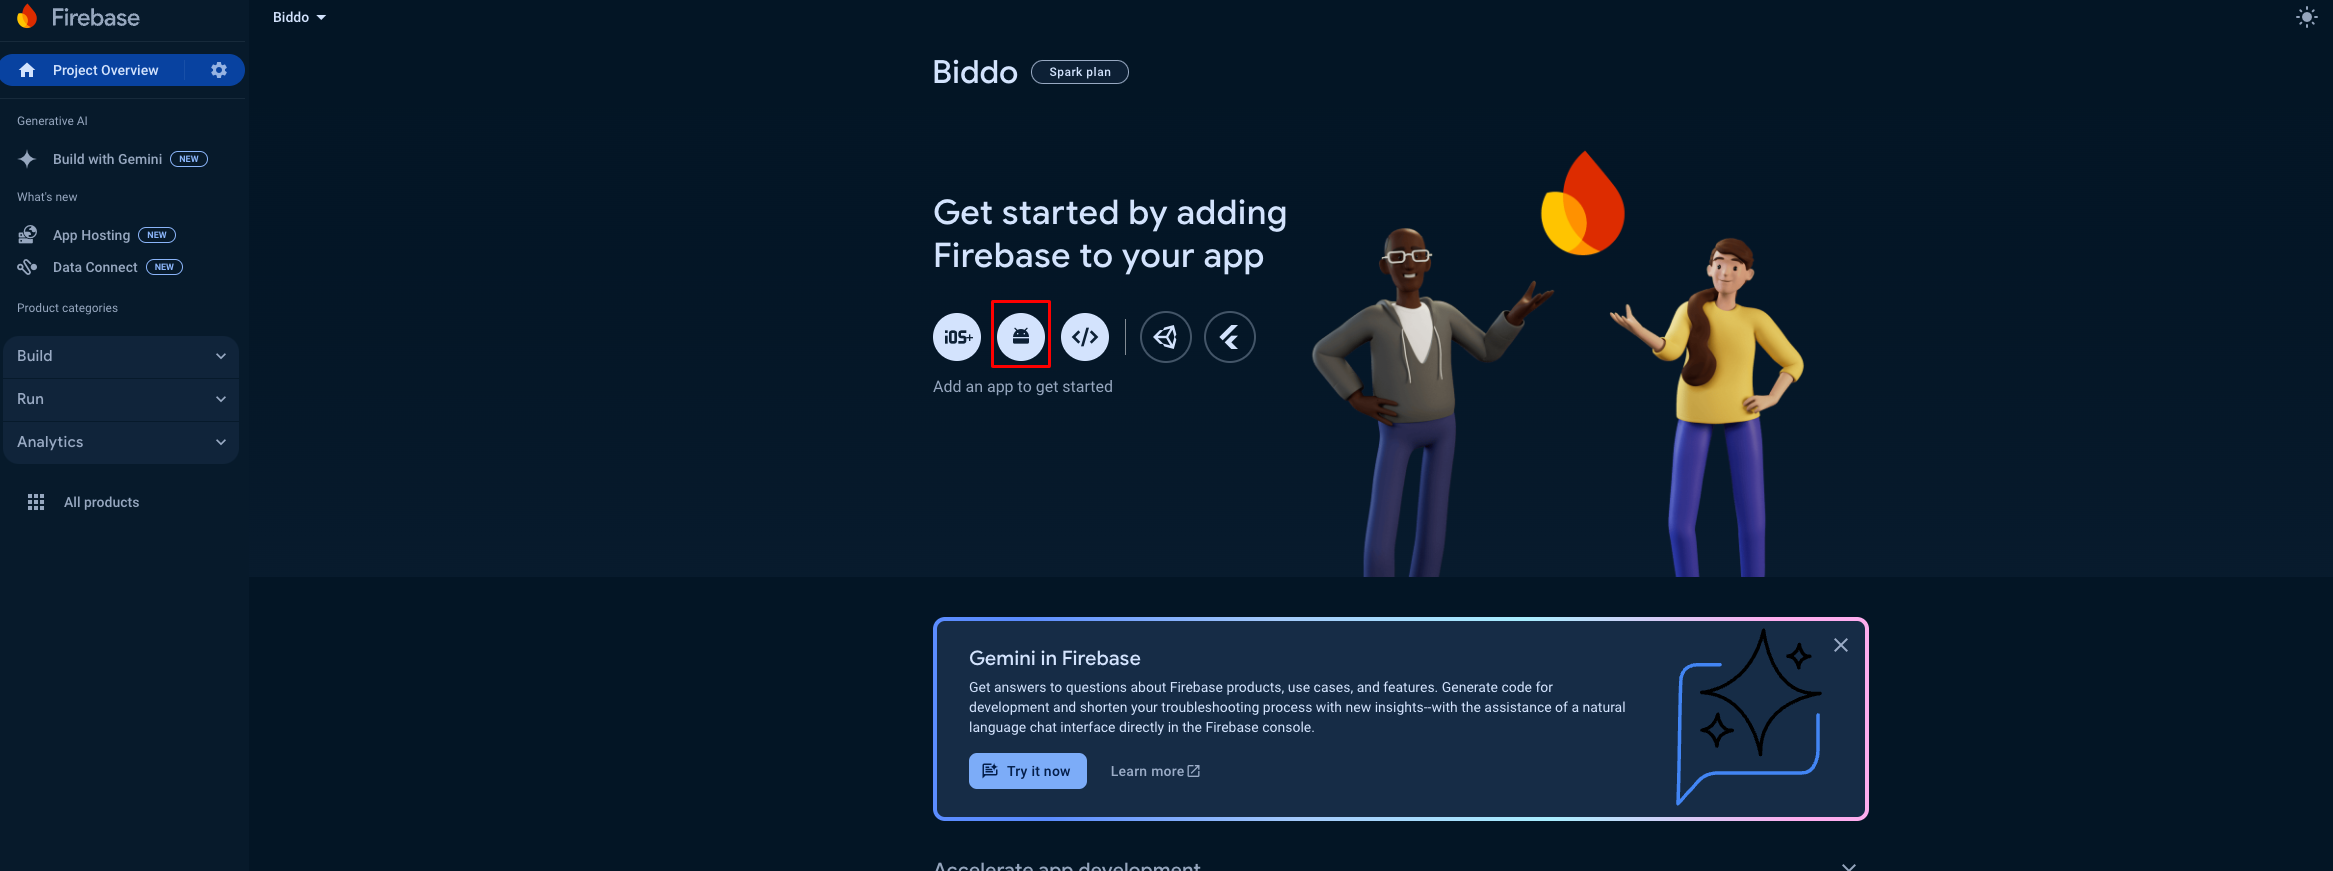 Firebase
Biddo
Project Overview
Biddo
Spark plan
Generative AI
Build with Gemini NEW
What's new
App Hosting NEW
Data Connect NEW
Product categories
Build
Run
Analytics
All products
Get started by adding
Firebase to your app
iOS+
Add an app to get started
Gemini in Firebase
Get answers to questions about Firebase products, use cases, and features. Generate code for
development and shorten your troubleshooting process with new insights--with the assistance of a natural
language chat interface directly in the Firebase console.
Try it now
Learn more
Accelerate app development